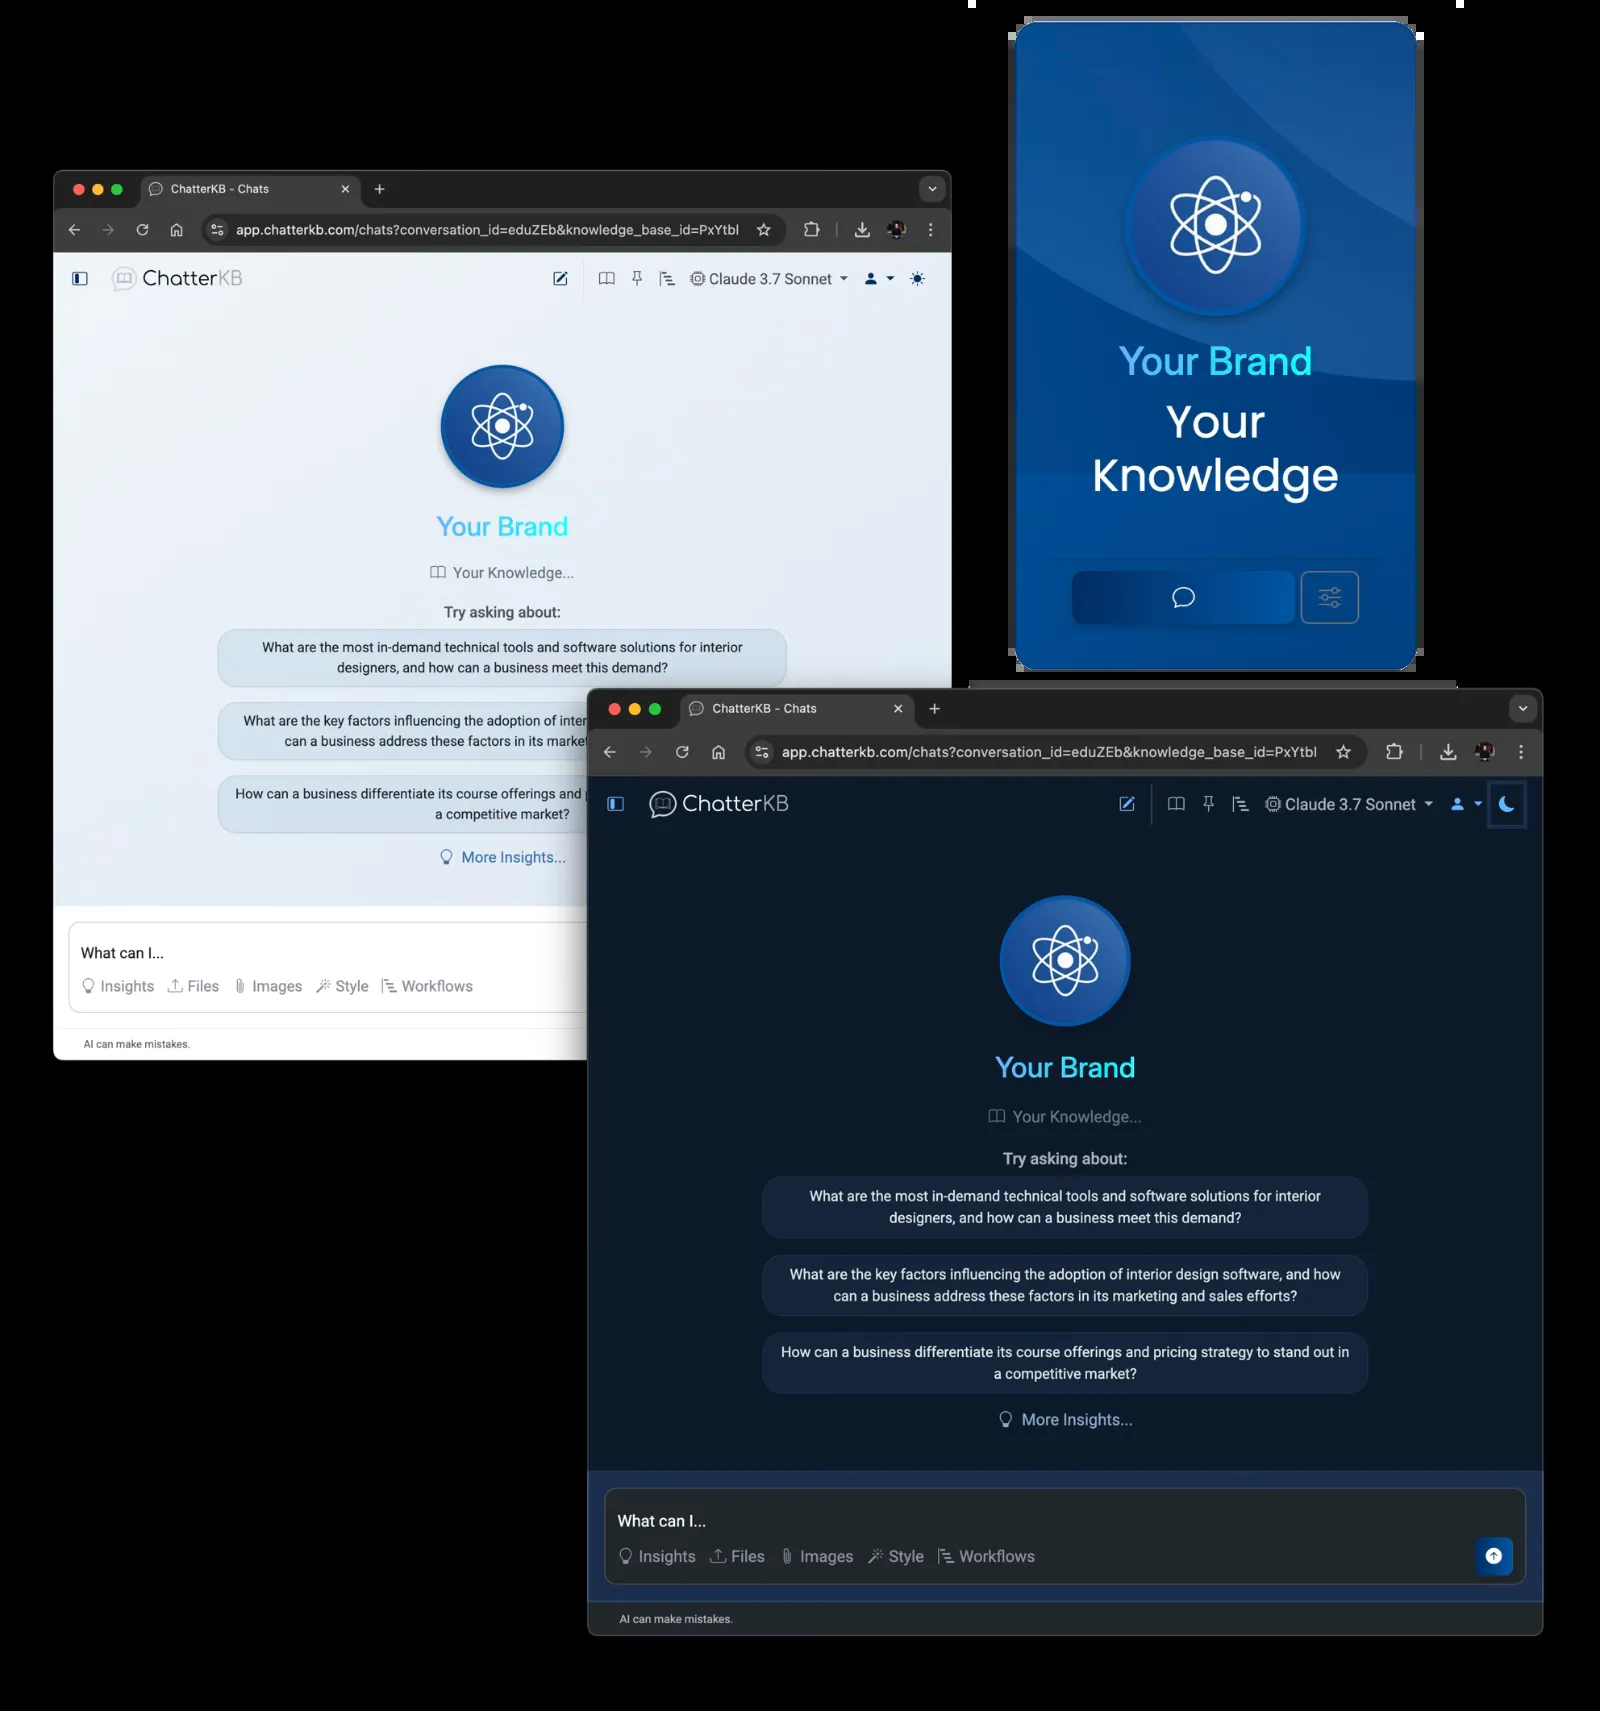 ChatterKB - Chats
app.chatterkb.com/chats?conversation_id=eduZEb&knowledge_base_id=PxYtbI
ChatterKB
Claude 3.7 Sonnet
Your Brand
Your Knowledge...
Try asking about:
What are the most in-demand technical tools and software solutions for interior
designers, and how can a business meet this demand?
What are the key factors influencing the adoption of inter
can a business address these factors in its market
How can a business differentiate its course offerings and
a competitive market?
More Insights...
What can I...
Insights Files Images Style Workflows
AI can make mistakes.
Your Brand
Your
Knowledge
ChatterKB - Chats
app.chatterkb.com/chats?conversation_id=eduZEb&knowledge_base_id=PxYtbI
ChatterKB
Claude 3.7 Sonnet
Your Brand
Your Knowledge...
Try asking about:
What are the most in-demand technical tools and software solutions for interior
designers, and how can a business meet this demand?
What are the key factors influencing the adoption of interior design software, and how
can a business address these factors in its marketing and sales efforts?
How can a business differentiate its course offerings and pricing strategy to stand out in
a competitive market?
More Insights...
What can I...
Insights Files Images Style Workflows
AI can make mistakes.